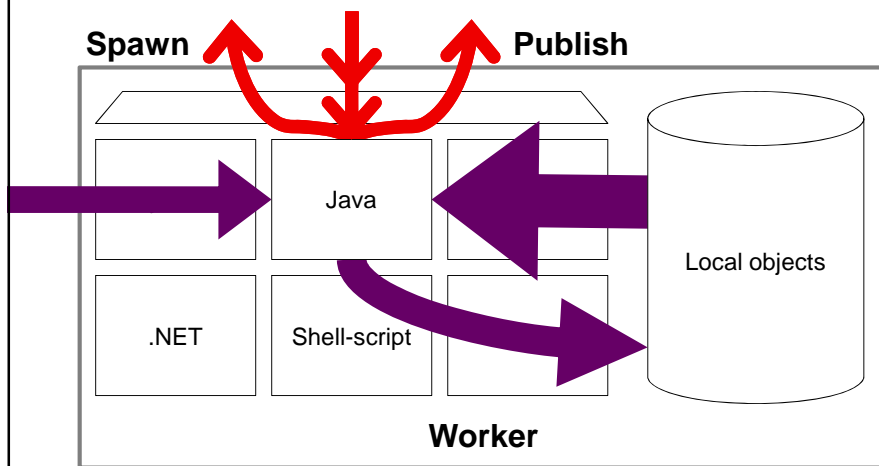 Spawn
Publish
Java
Local objects
.NET
Shell-script
Worker